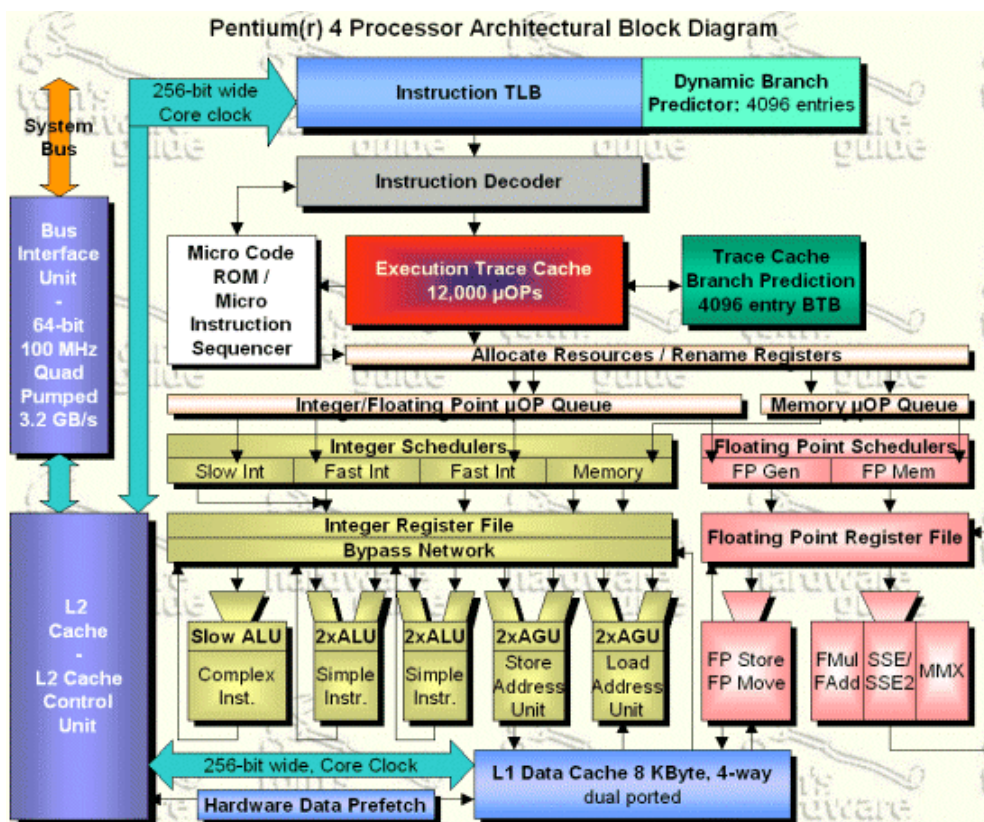 Pentium(r) 4 Processor Architectural Block Diagram
256-bit wide
Core clock
Instruction TLB
Dynamic Branch
Predictor: 4096 entries
System
Bus
Instruction Decoder
Bus
Interface
Unit
-
64-bit
100 MHz
Quad
Pumped
3.2 GB/s
Micro Code
ROM /
Micro
Instruction
Sequencer
Execution Trace Cache
12,000 µOPs
Trace Cache
Branch Prediction
4096 entry BTB
Allocate Resources / Rename Registers
Integer/Floating Point µOP Queue
Memory µOP Queue
Integer Schedulers
Slow Int
Fast Int
Fast Int
Memory
Floating Point Schedulers
FP Gen
FP Mem
Integer Register File
Bypass Network
Floating Point Register File
L2
Cache
-
L2 Cache
Control
Unit
Slow ALU
Complex
Inst.
2xALU
Simple
Instr.
2xALU
Simple
Instr.
2xAGU
Store
Address
Unit
2xAGU
Load
Address
Unit
FP Store
FP Move
FMul
FAdd
SSE/
SSE2
MMX
256-bit wide, Core Clock
L1 Data Cache 8 KByte, 4-way
dual ported
Hardware Data Prefetch
tom's
hardware
guide